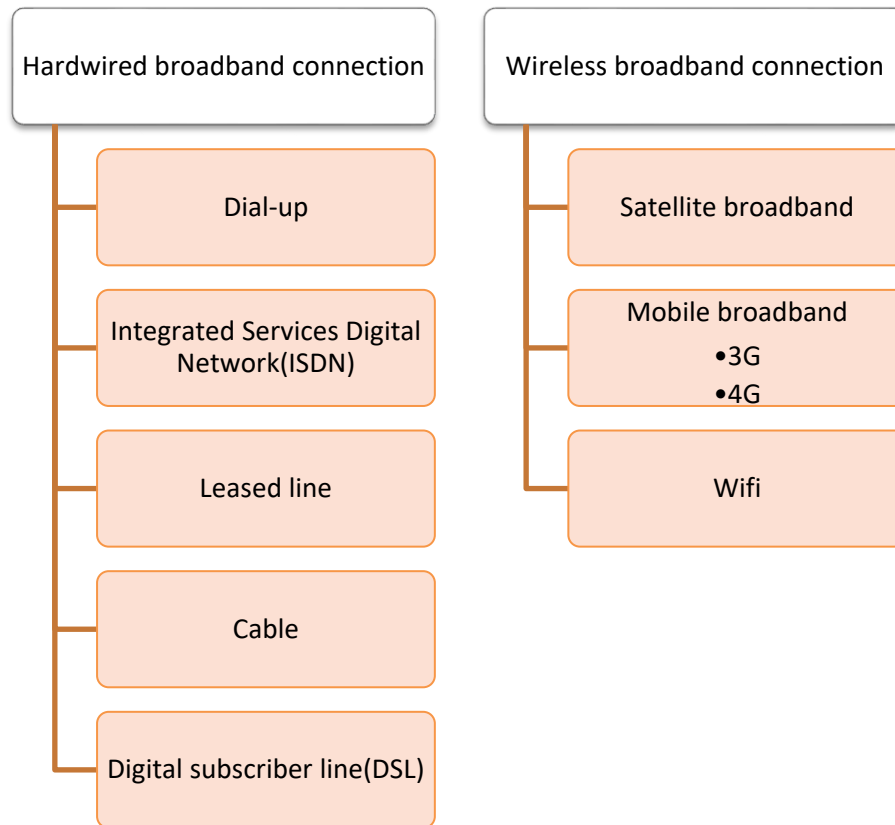 Hardwired broadband connection
Dial-up
Integrated Services Digital
Network(ISDN)
Leased line
Cable
Digital subscriber line(DSL)
Wireless broadband connection
Satellite broadband
Mobile broadband
•3G
•4G
Wifi